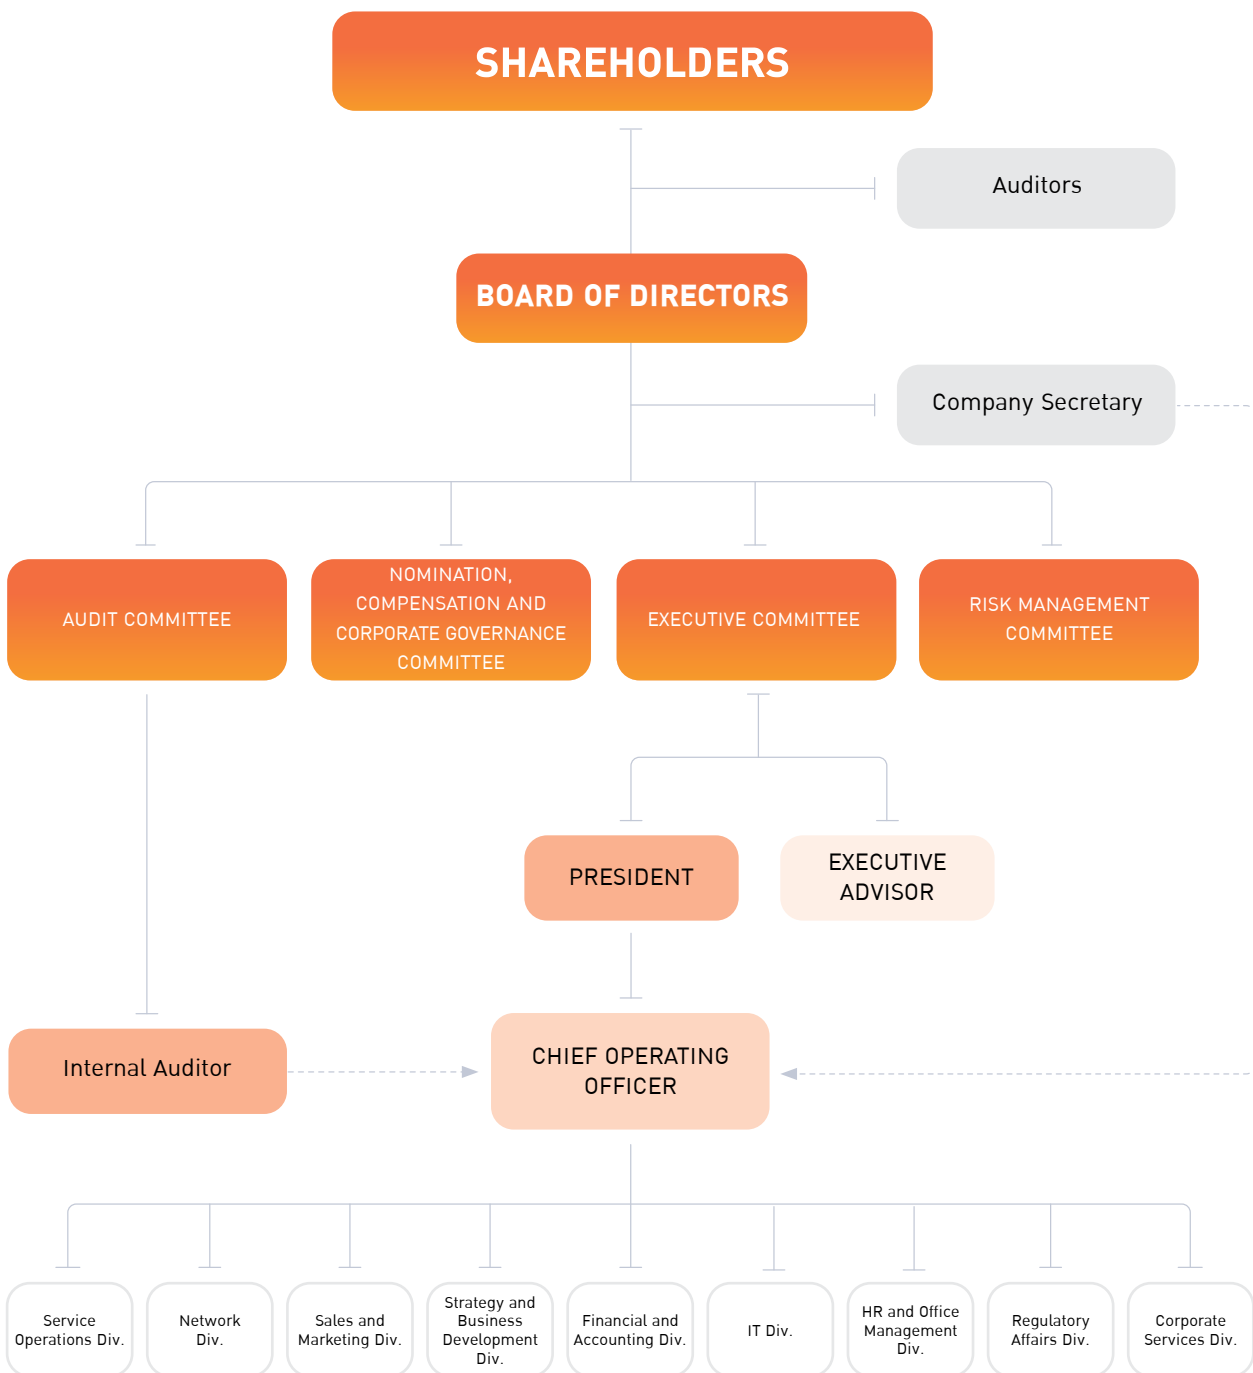 SHAREHOLDERS
Auditors
BOARD OF DIRECTORS
Company Secretary
AUDIT COMMITTEE
NOMINATION,
COMPENSATION AND
CORPORATE GOVERNANCE
COMMITTEE
EXECUTIVE COMMITTEE
RISK MANAGEMENT
COMMITTEE
PRESIDENT
EXECUTIVE
ADVISOR
Internal Auditor
CHIEF OPERATING
OFFICER
Service
Operations Div.
Network
Div.
Sales and
Marketing Div.
Strategy and
Business
Development
Div.
Financial and
Accounting Div.
IT Div.
HR and Office
Management
Div.
Regulatory
Affairs Div.
Corporate
Services Div.